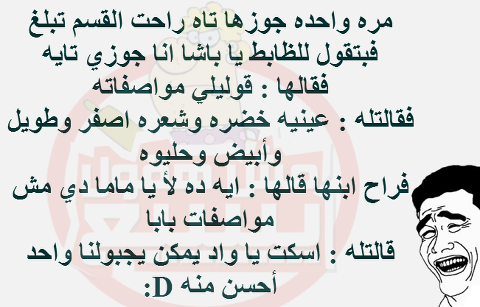 مره واحده جوزها تاه راحت القسم تبلغ
فبتقول للظابط يا باشا انا جوزي تايه
فقالها : قوليلي مواصفاته
فقالتله : عينيه خضره وشعره اصفر وطويل
وأبيض وحليوه
فراح ابنها قالها : ايه ده لأ يا ماما دي مش
مواصفات بابا
قالتله : اسكت يا واد يمكن يجبولنا واحد
أحسن منه D: